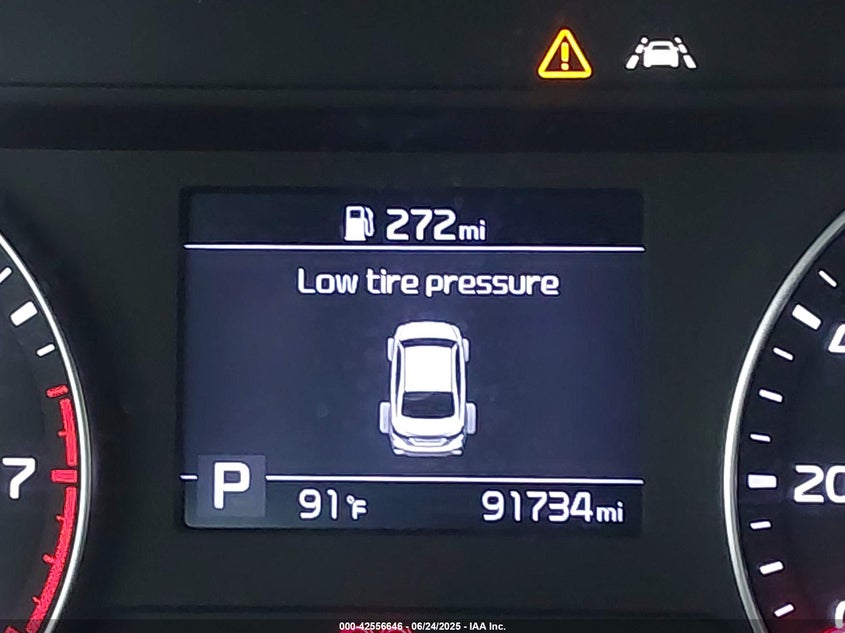 272mi
Low tire pressure
7
20
P
91°F
91734mi
000-42556646 - 06/24/2025 - IAA Inc.